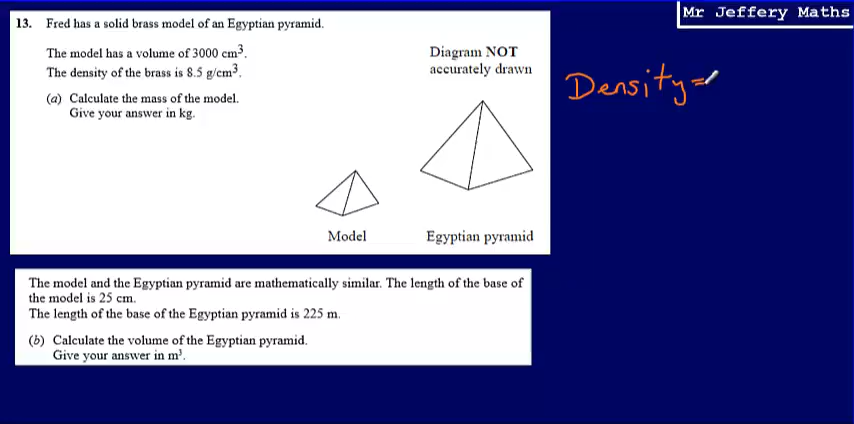 Mr Jeffery Maths
13. Fred has a solid brass model of an Egyptian pyramid.
The model has a volume of 3000 cm³.
The density of the brass is 8.5 g/cm³.
Diagram NOT
accurately drawn
(a) Calculate the mass of the model.
Give your answer in kg.
Density=
Model
Egyptian pyramid
The model and the Egyptian pyramid are mathematically similar. The length of the base of
the model is 25 cm.
The length of the base of the Egyptian pyramid is 225 m.
(b) Calculate the volume of the Egyptian pyramid.
Give your answer in m³.